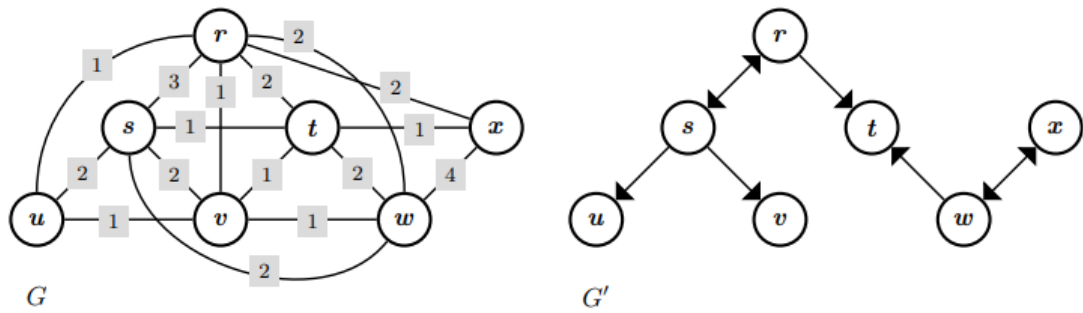 r 2 r
1
3 1 2 2
s 1 t 1 x s t x
2 2 1 2 4
u 1 v 1 w u v w
2
G G′